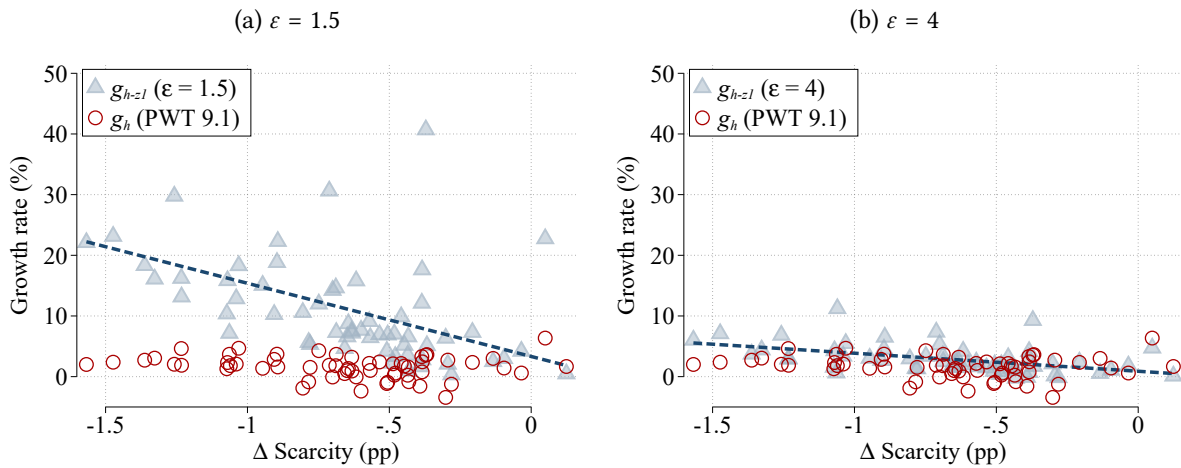 (a) ε = 1.5
50
40
30
20
10
0
Growth rate (%)
g_{h-z1} (ε = 1.5)
g_h (PWT 9.1)
-1.5
-1
-.5
0
Δ Scarcity (pp)
(b) ε = 4
50
40
30
20
10
0
Growth rate (%)
g_{h-z1} (ε = 4)
g_h (PWT 9.1)
-1.5
-1
-.5
0
Δ Scarcity (pp)